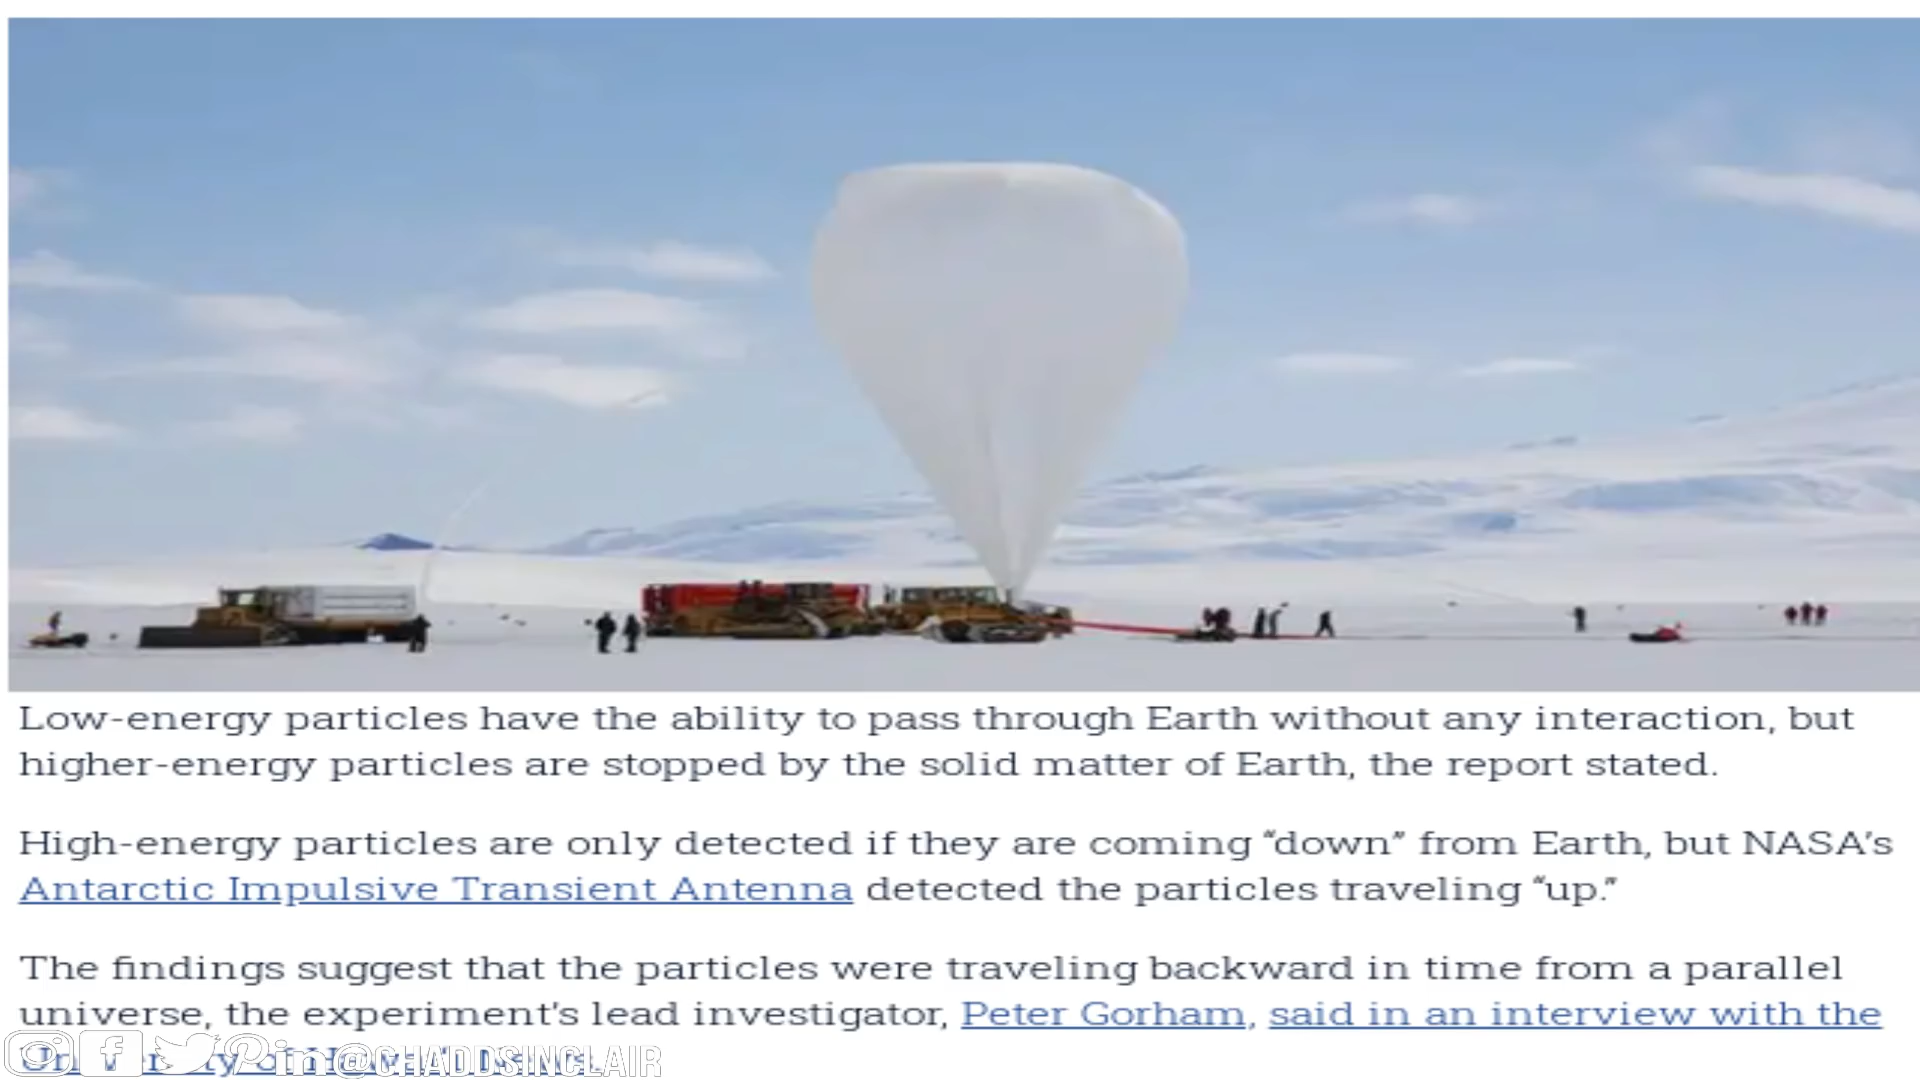 Low-energy particles have the ability to pass through Earth without any interaction, but
higher-energy particles are stopped by the solid matter of Earth, the report stated.
High-energy particles are only detected if they are coming “down” from Earth, but NASA’s
Antarctic Impulsive Transient Antenna detected the particles traveling “up.”
The findings suggest that the particles were traveling backward in time from a parallel
universe, the experiment’s lead investigator, Peter Gorham, said in an interview with the
@CHADDSINCLAIR